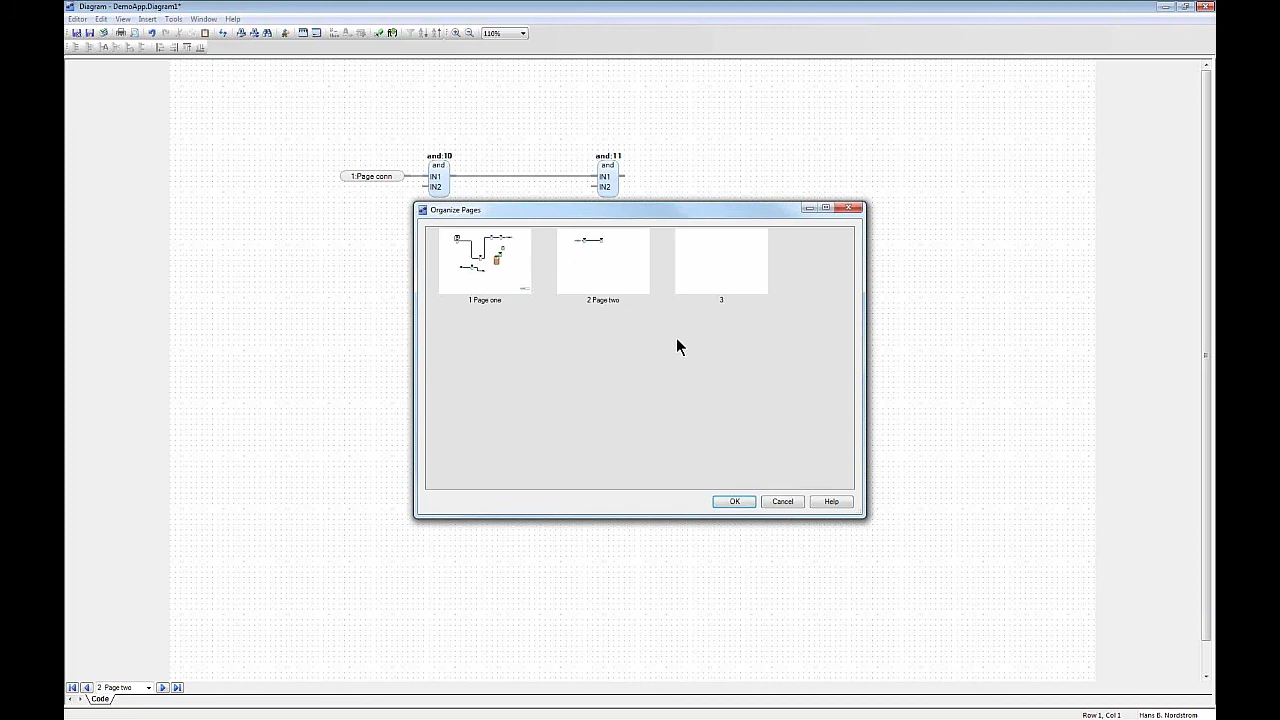 Diagram - DemoApp.Diagram1*
Editor Edit View Insert Tools Window Help
110%
and:10 and:11
and and
1:Page conn IN1 IN1
IN2 IN2
Organize Pages
1 Page one 2 Page two 3
OK Cancel Help
2 Page two
Code
Row 1, Col 1 Hans B. Nordstrom